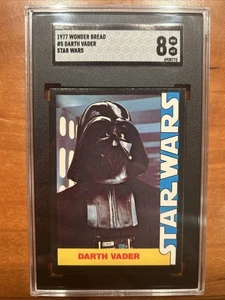 1977 WONDER BREAD
#5 DARTH VADER
STAR WARS
8
STAR WARS
DARTH VADER